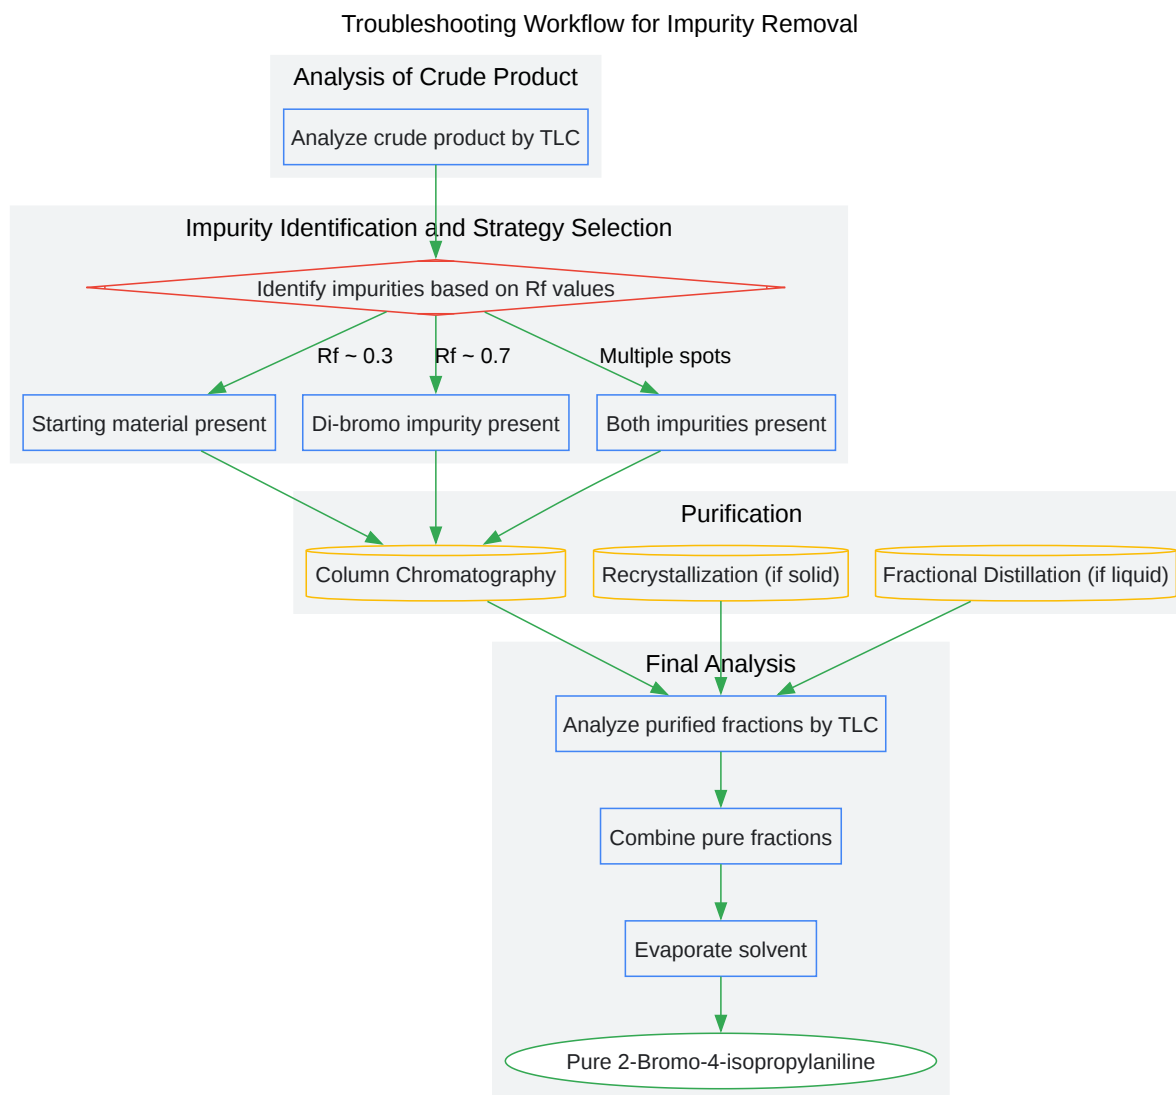 Troubleshooting Workflow for Impurity Removal
Analysis of Crude Product
Analyze crude product by TLC
Impurity Identification and Strategy Selection
Identify impurities based on Rf values
Rf ~ 0.3
Rf ~ 0.7
Multiple spots
Starting material present
Di-bromo impurity present
Both impurities present
Purification
Column Chromatography
Recrystallization (if solid)
Fractional Distillation (if liquid)
Final Analysis
Analyze purified fractions by TLC
Combine pure fractions
Evaporate solvent
Pure 2-Bromo-4-isopropylaniline